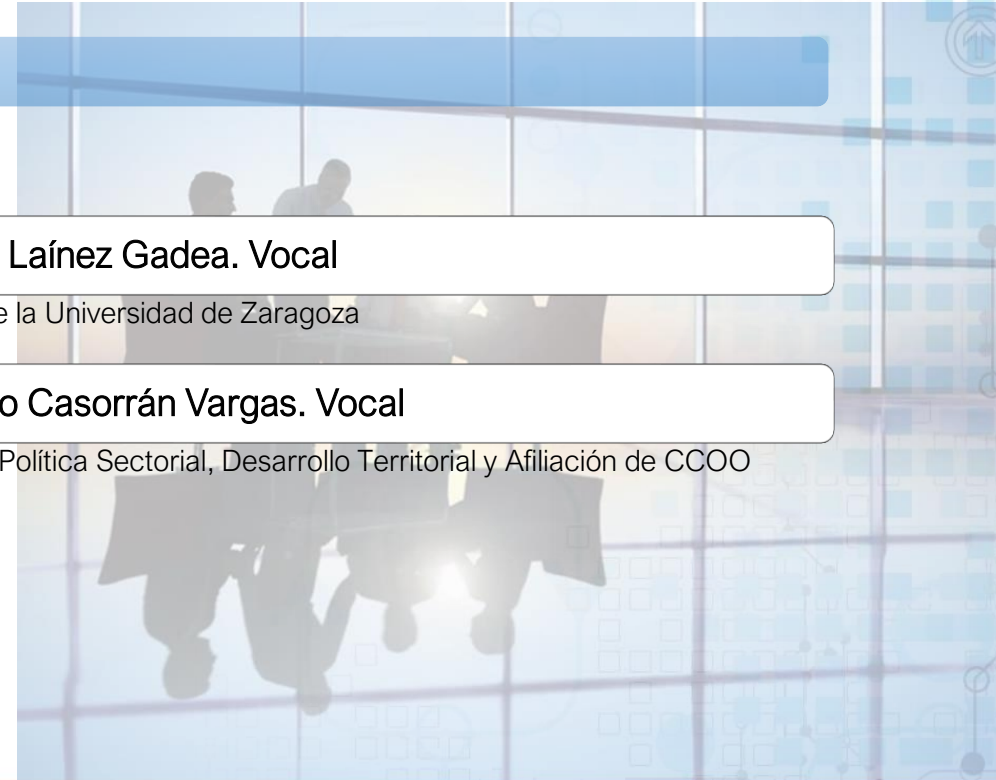 Laínez Gadea. Vocal
e la Universidad de Zaragoza
o Casorrán Vargas. Vocal
Política Sectorial, Desarrollo Territorial y Afiliación de CCOO